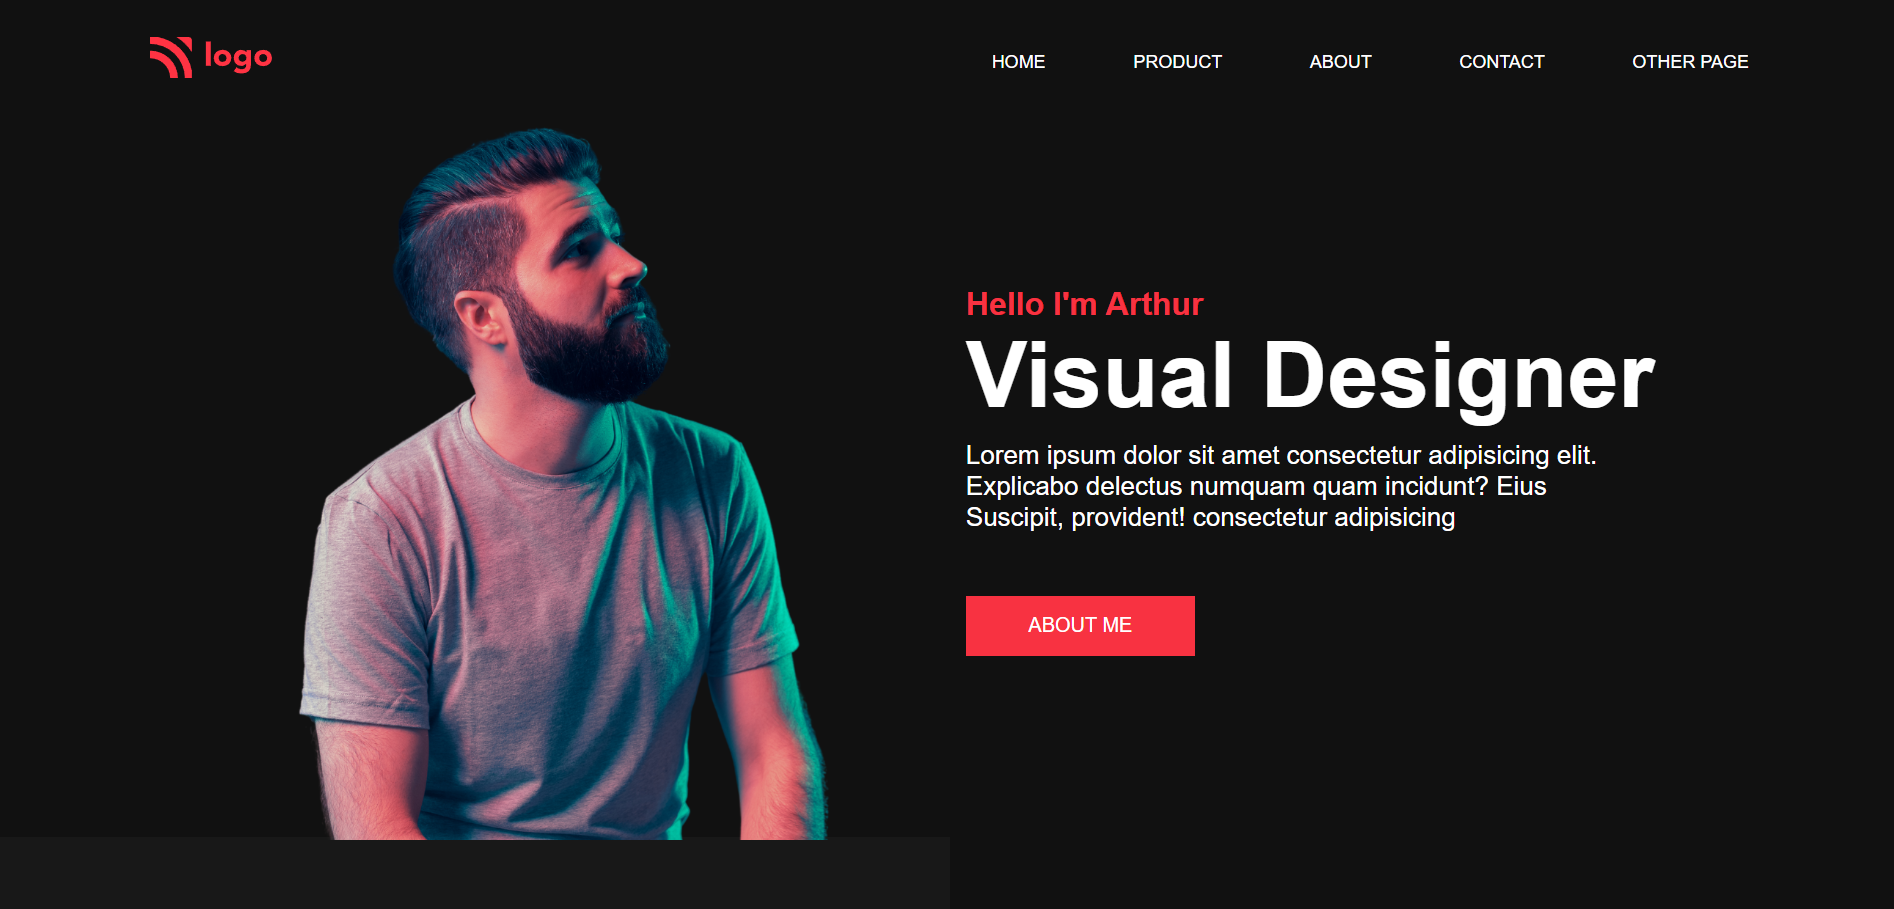 logo
HOME PRODUCT ABOUT CONTACT OTHER PAGE
Hello I'm Arthur
Visual Designer
Lorem ipsum dolor sit amet consectetur adipisicing elit.
Explicabo delectus numquam quam incidunt? Eius
Suscipit, provident! consectetur adipisicing
ABOUT ME